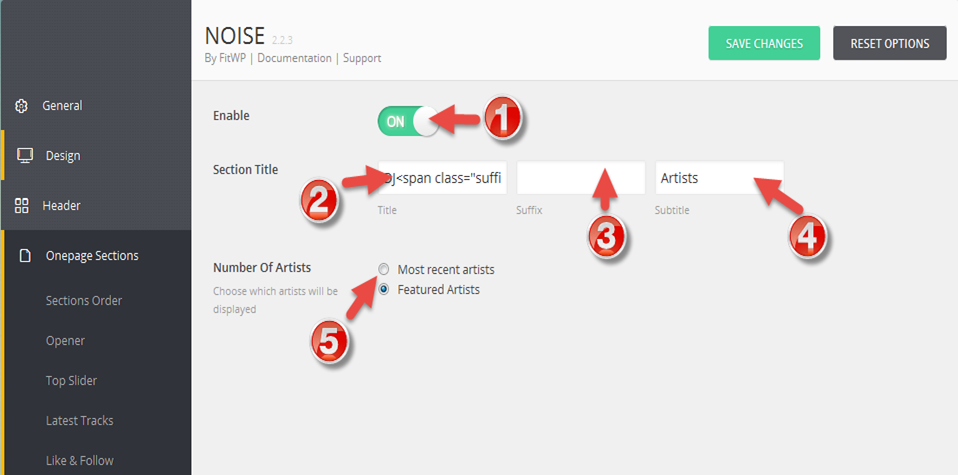 NOISE 2.2.3
By FitWP | Documentation | Support
SAVE CHANGES
RESET OPTIONS
General
Design
Header
Onepage Sections
Sections Order
Opener
Top Slider
Latest Tracks
Like & Follow
Enable
ON
1
Section Title
DJ<span class="suffi
Artists
Title
Suffix
Subtitle
2
3
4
Number Of Artists
Choose which artists will be
displayed
Most recent artists
Featured Artists
5